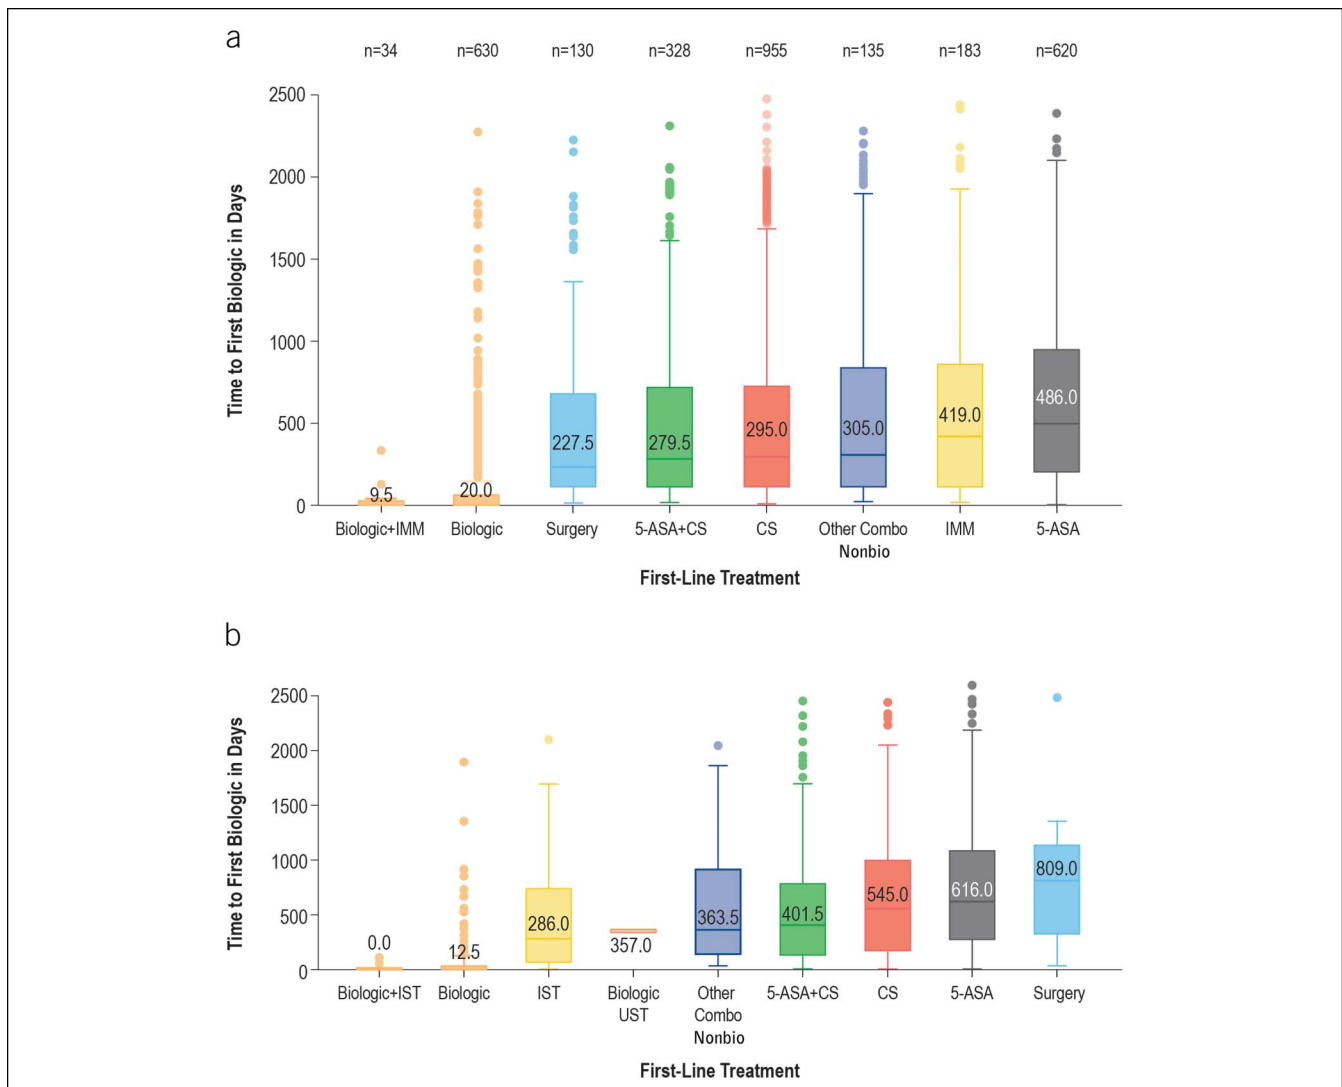 a
n=34 n=630 n=130 n=328 n=955 n=135 n=183 n=620
Time to First Biologic in Days
2500
2000
1500
1000
500
0
9.5 20.0 227.5 279.5 295.0 305.0 419.0 486.0
Biologic+IMM Biologic Surgery 5-ASA+CS CS Other Combo IMM 5-ASA
Nonbio
First-Line Treatment
b
Time to First Biologic in Days
2500
2000
1500
1000
500
0
0.0 12.5 286.0 357.0 363.5 401.5 545.0 616.0 809.0
Biologic+IST Biologic IST Biologic Other 5-ASA+CS CS 5-ASA Surgery
UST Combo
Nonbio
First-Line Treatment